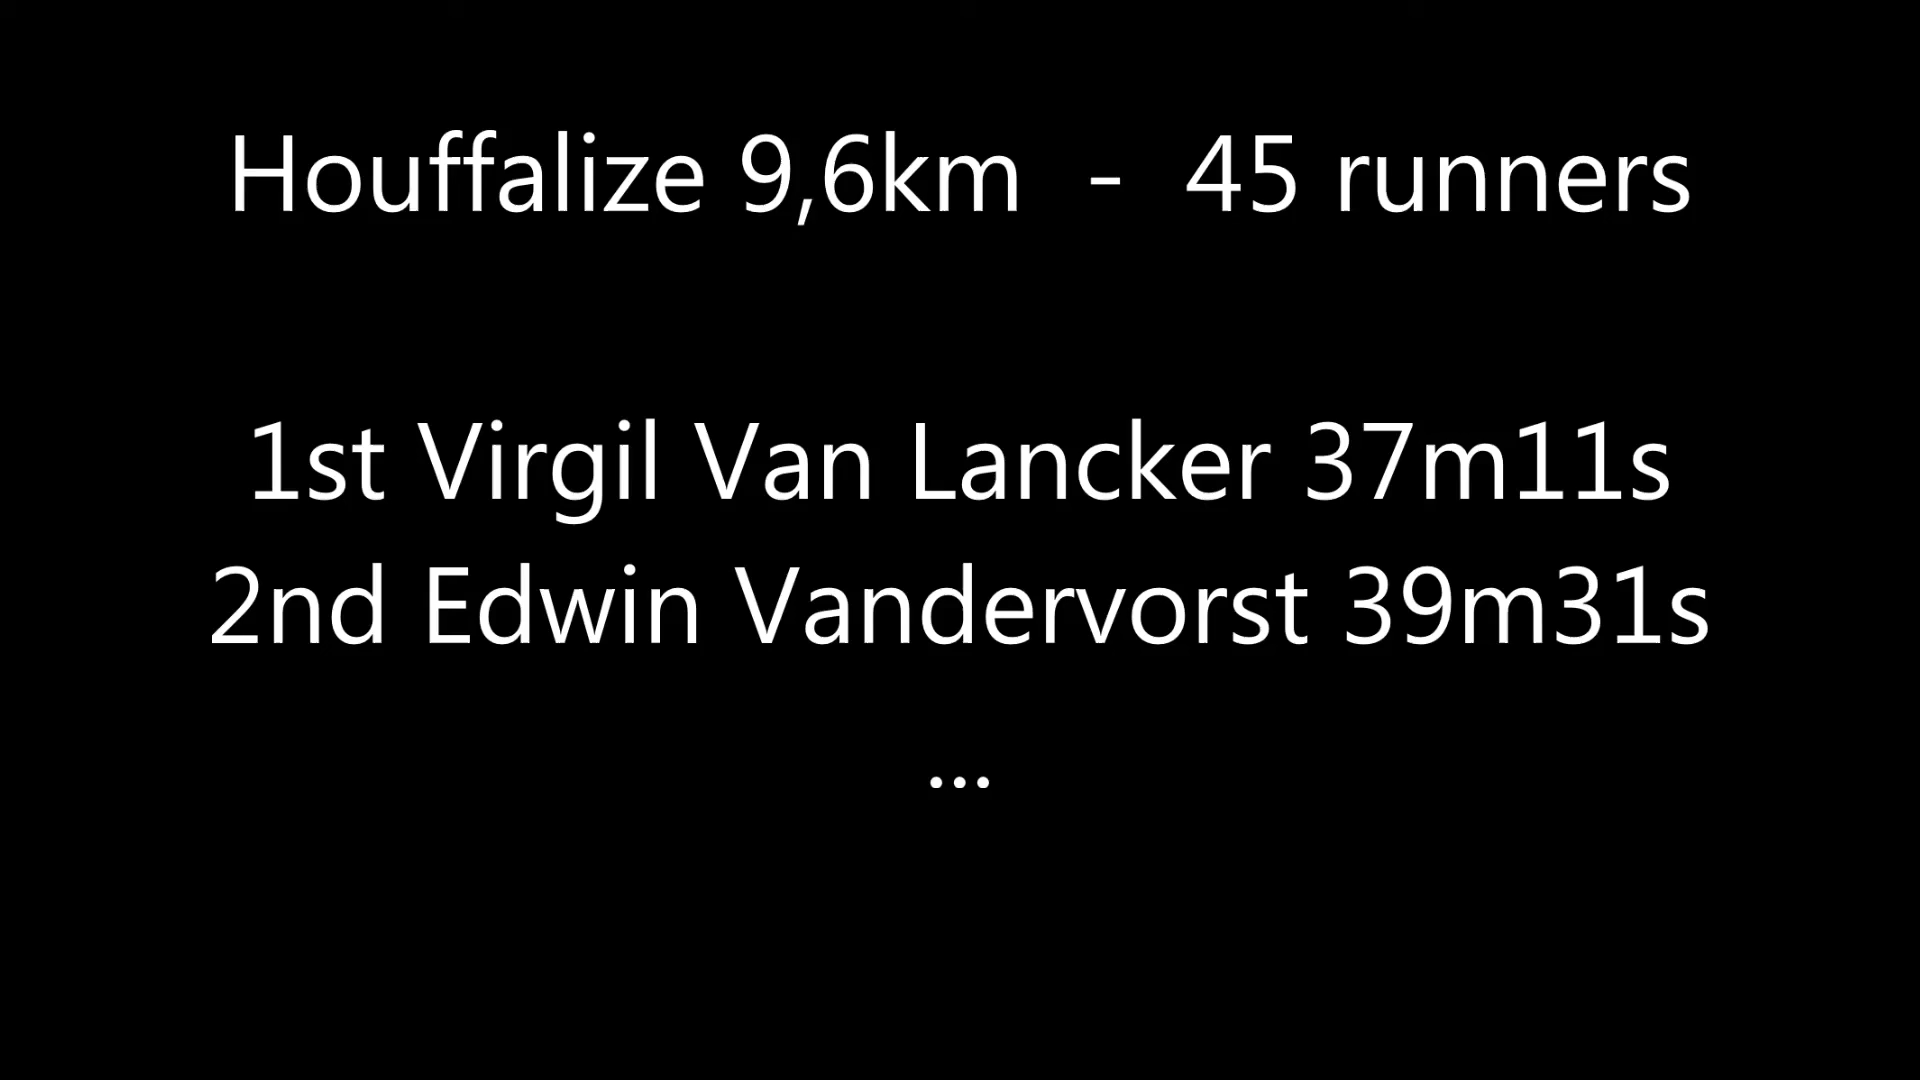 Houffalize 9,6km - 45 runners
1st Virgil Van Lancker 37m11s
2nd Edwin Vandervorst 39m31s
...